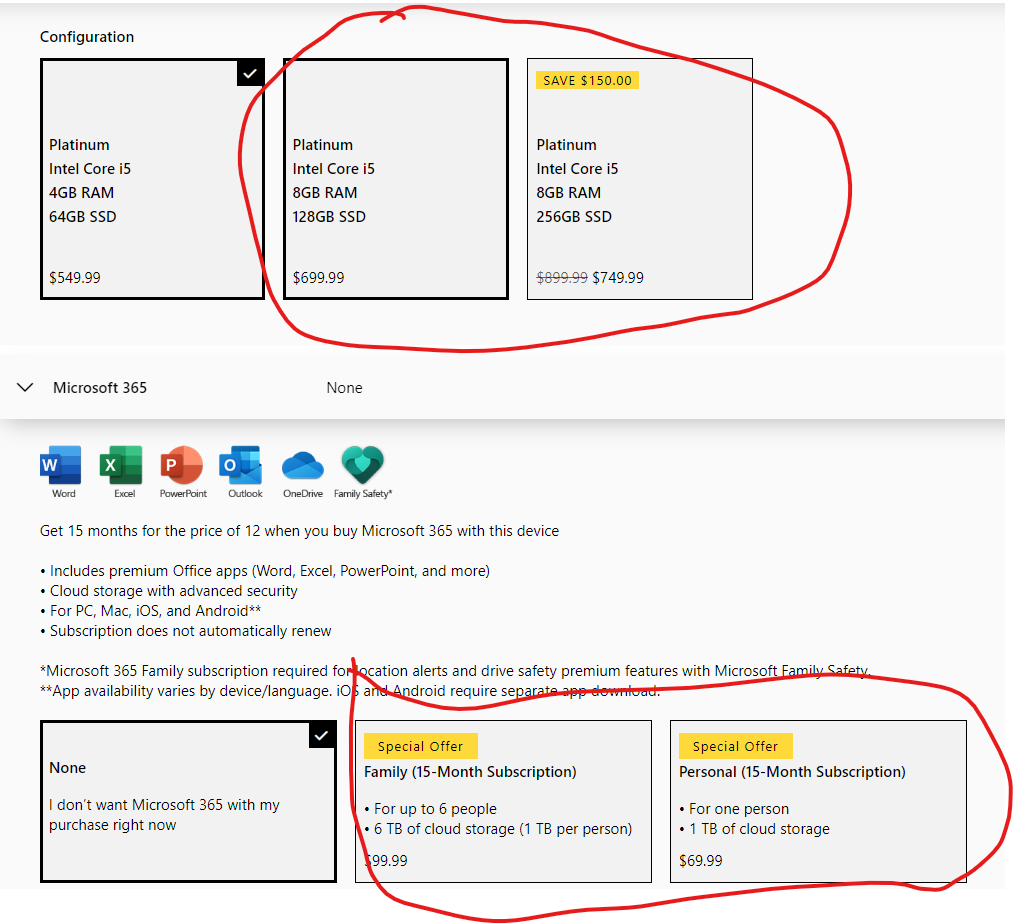 Configuration
Platinum
Intel Core i5
4GB RAM
64GB SSD
$549.99
Platinum
Intel Core i5
8GB RAM
128GB SSD
$699.99
SAVE $150.00
Platinum
Intel Core i5
8GB RAM
256GB SSD
$899.99 $749.99
Microsoft 365 None
W X P O
Word Excel PowerPoint Outlook OneDrive Family Safety*
Get 15 months for the price of 12 when you buy Microsoft 365 with this device
• Includes premium Office apps (Word, Excel, PowerPoint, and more)
• Cloud storage with advanced security
• For PC, Mac, iOS, and Android**
• Subscription does not automatically renew
*Microsoft 365 Family subscription required for location alerts and drive safety premium features with Microsoft Family Safety.
**App availability varies by device/language. iOS and Android require separate app download.
None
I don't want Microsoft 365 with my
purchase right now
Special Offer
Family (15-Month Subscription)
• For up to 6 people
• 6 TB of cloud storage (1 TB per person)
$99.99
Special Offer
Personal (15-Month Subscription)
• For one person
• 1 TB of cloud storage
$69.99